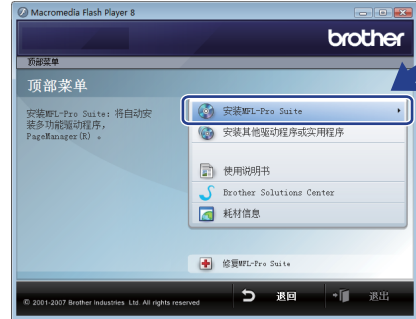 Macromedia Flash Player 8
brother
顶部菜单
顶部菜单
安装MFL-Pro Suite: 将自动安
装多功能驱动程序，
PageManager(R) 。
安装MFL-Pro Suite
安装其他驱动程序或实用程序
使用说明书
Brother Solutions Center
耗材信息
修复MFL-Pro Suite
© 2001-2007 Brother Industries Ltd. All rights reserved
退回
退出